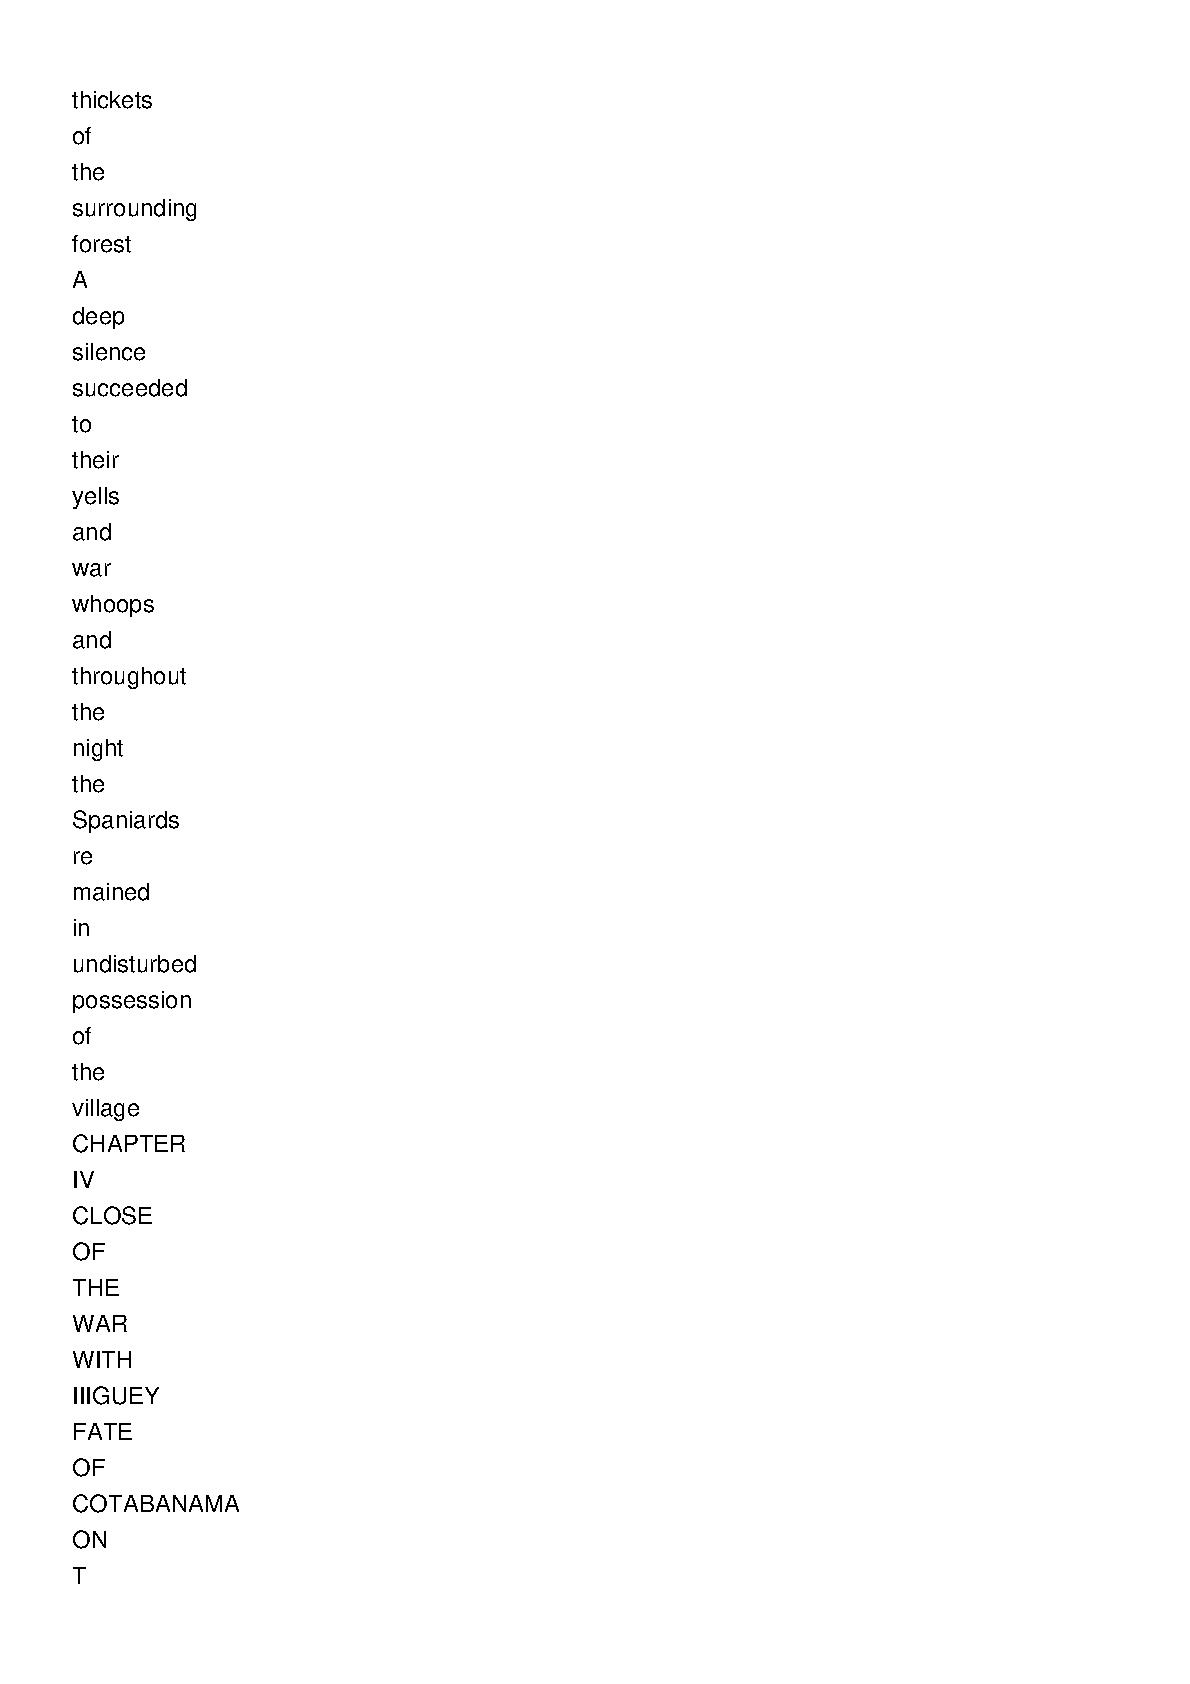 thickets
of
the
surrounding
forest
A
deep
silence
succeeded
to
their
yells
and
war
whoops
and
throughout
the
night
the
Spaniards
re
mained
in
undisturbed
possession
of
the
village
CHAPTER
IV
CLOSE
OF
THE
WAR
WITH
IIIGUEY
FATE
OF
COTABANAMA
ON
T